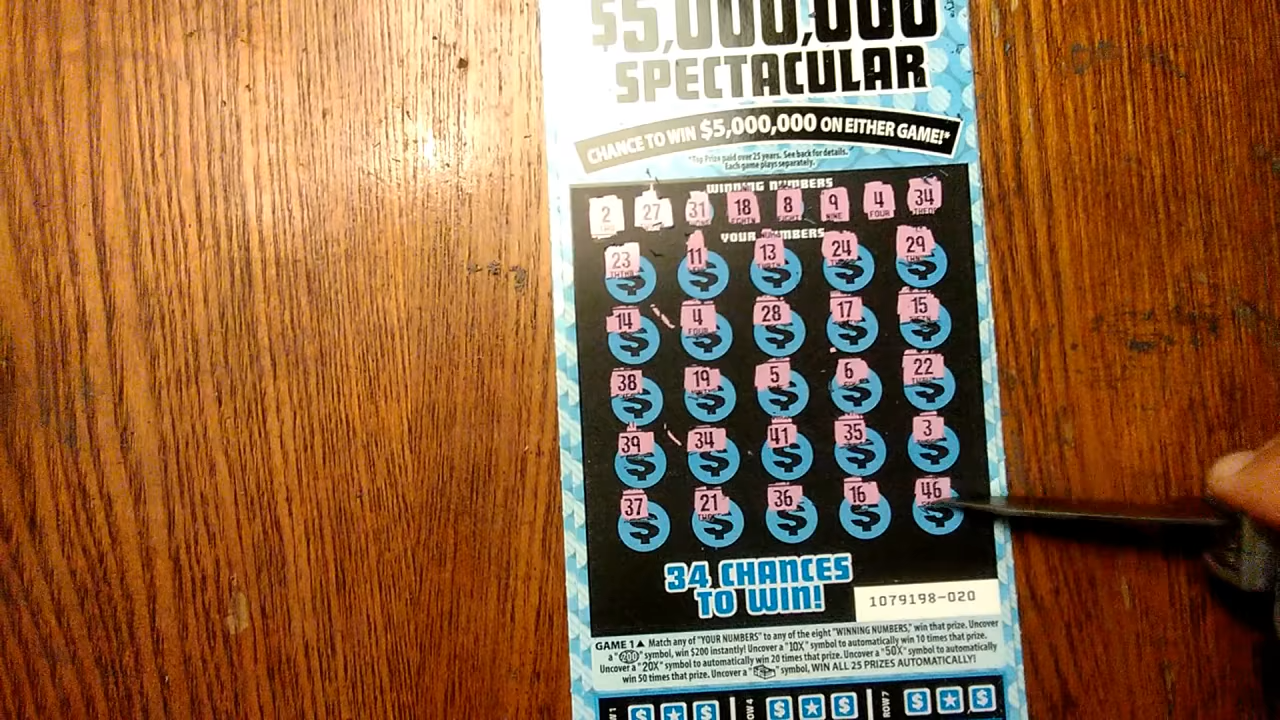 $5,000,000
SPECTACULAR
CHANCE TO WIN $5,000,000 ON EITHER GAME!*
*Top Prize paid over 25 years. See back for details.
Each game plays separately.
WINNING NUMBERS
2 27 31 18 8 9 4 34
YOUR NUMBERS
23 11 13 24 29
14 4 28 17 15
38 19 5 6 22
39 34 41 35 3
37 21 36 16 46
34 CHANCES
TO WIN!
1079198-020
GAME 1▲ Match any of "YOUR NUMBERS" to any of the eight "WINNING NUMBERS," win that prize. Uncover
a "200" symbol, win $200 instantly! Uncover a "10X" symbol to automatically win 10 times that prize.
Uncover a "20X" symbol to automatically win 20 times that prize. Uncover a "50X" symbol to automatically
win 50 times that prize. Uncover a " " symbol, WIN ALL 25 PRIZES AUTOMATICALLY!
ROW 4 ROW 7